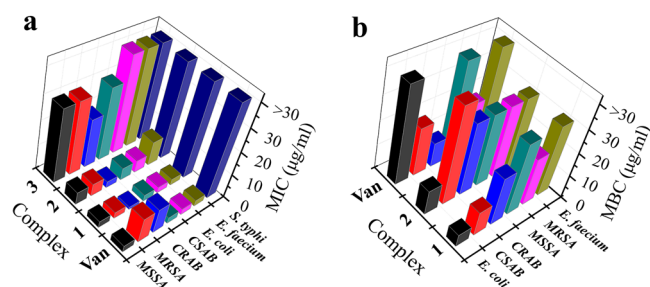 a
>30
30
20
10
0
MIC (µg/ml)
3
2
1
Van
Complex
MSSA
MRSA
CRAB
E. coli
CSAB
E. faecium
S. typhi
b
>30
30
20
10
0
MBC (µg/ml)
Van
2
1
Complex
E. coli
CSAB
CRAB
MSSA
MRSA
E. faecium